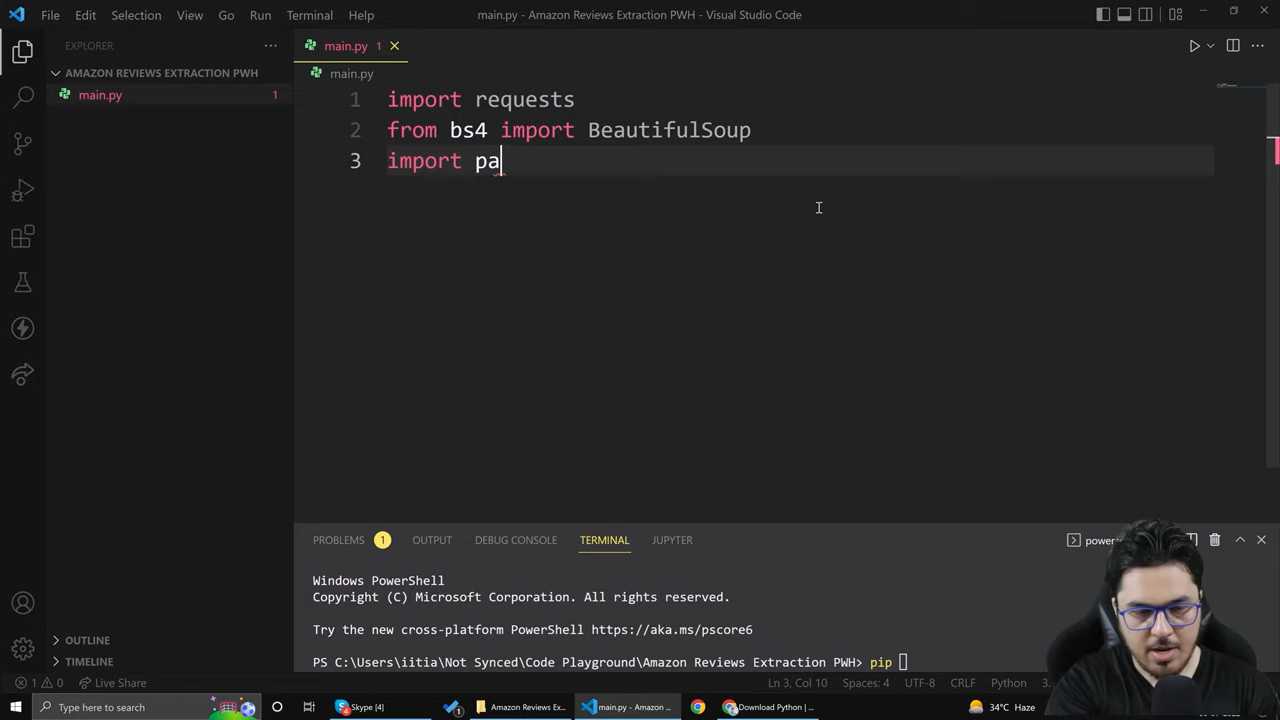 File Edit Selection View Go Run Terminal Help
main.py - Amazon Reviews Extraction PWH - Visual Studio Code
EXPLORER
main.py 1
AMAZON REVIEWS EXTRACTION PWH
main.py
main.py 1
1 import requests
2 from bs4 import BeautifulSoup
3 import pa
PROBLEMS 1 OUTPUT DEBUG CONSOLE TERMINAL JUPYTER
Windows PowerShell
Copyright (C) Microsoft Corporation. All rights reserved.
Try the new cross-platform PowerShell https://aka.ms/pscore6
PS C:\Users\iitia\Not Synced\Code Playground\Amazon Reviews Extraction PWH> pip
OUTLINE
TIMELINE
1 0 Live Share
Ln 3, Col 10 Spaces: 4 UTF-8 CRLF Python
Type here to search
Skype [4]
1
Amazon Reviews Ex...
main.py - Amazon ...
Download Python | ...
34°C Haze